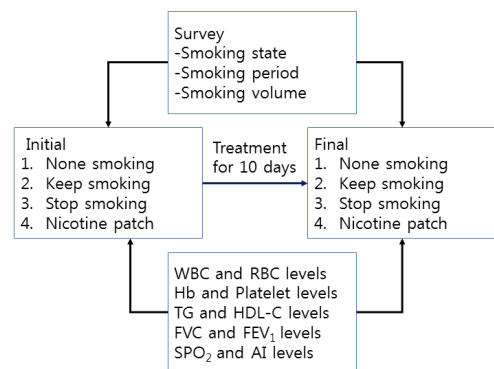 Survey
-Smoking state
-Smoking period
-Smoking volume
Initial
1. None smoking
2. Keep smoking
3. Stop smoking
4. Nicotine patch
Treatment
for 10 days
Final
1. None smoking
2. Keep smoking
3. Stop smoking
4. Nicotine patch
WBC and RBC levels
Hb and Platelet levels
TG and HDL-C levels
FVC and FEV₁ levels
SPO₂ and AI levels